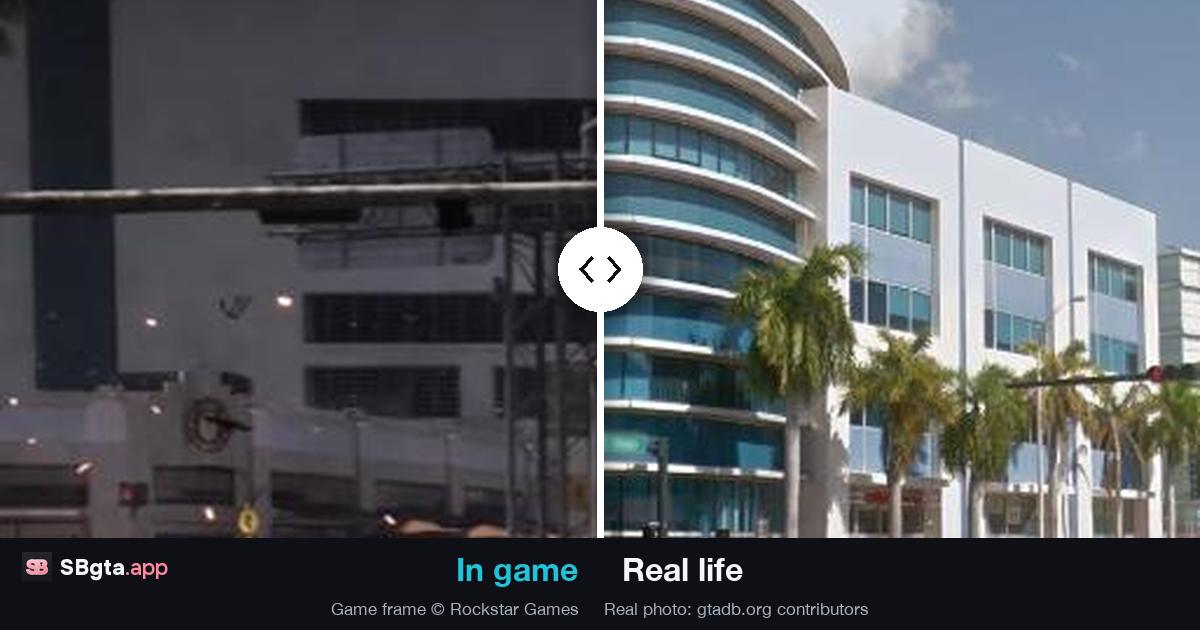 SB SBgta.app
In game
Real life
Game frame © Rockstar Games
Real photo: gtadb.org contributors